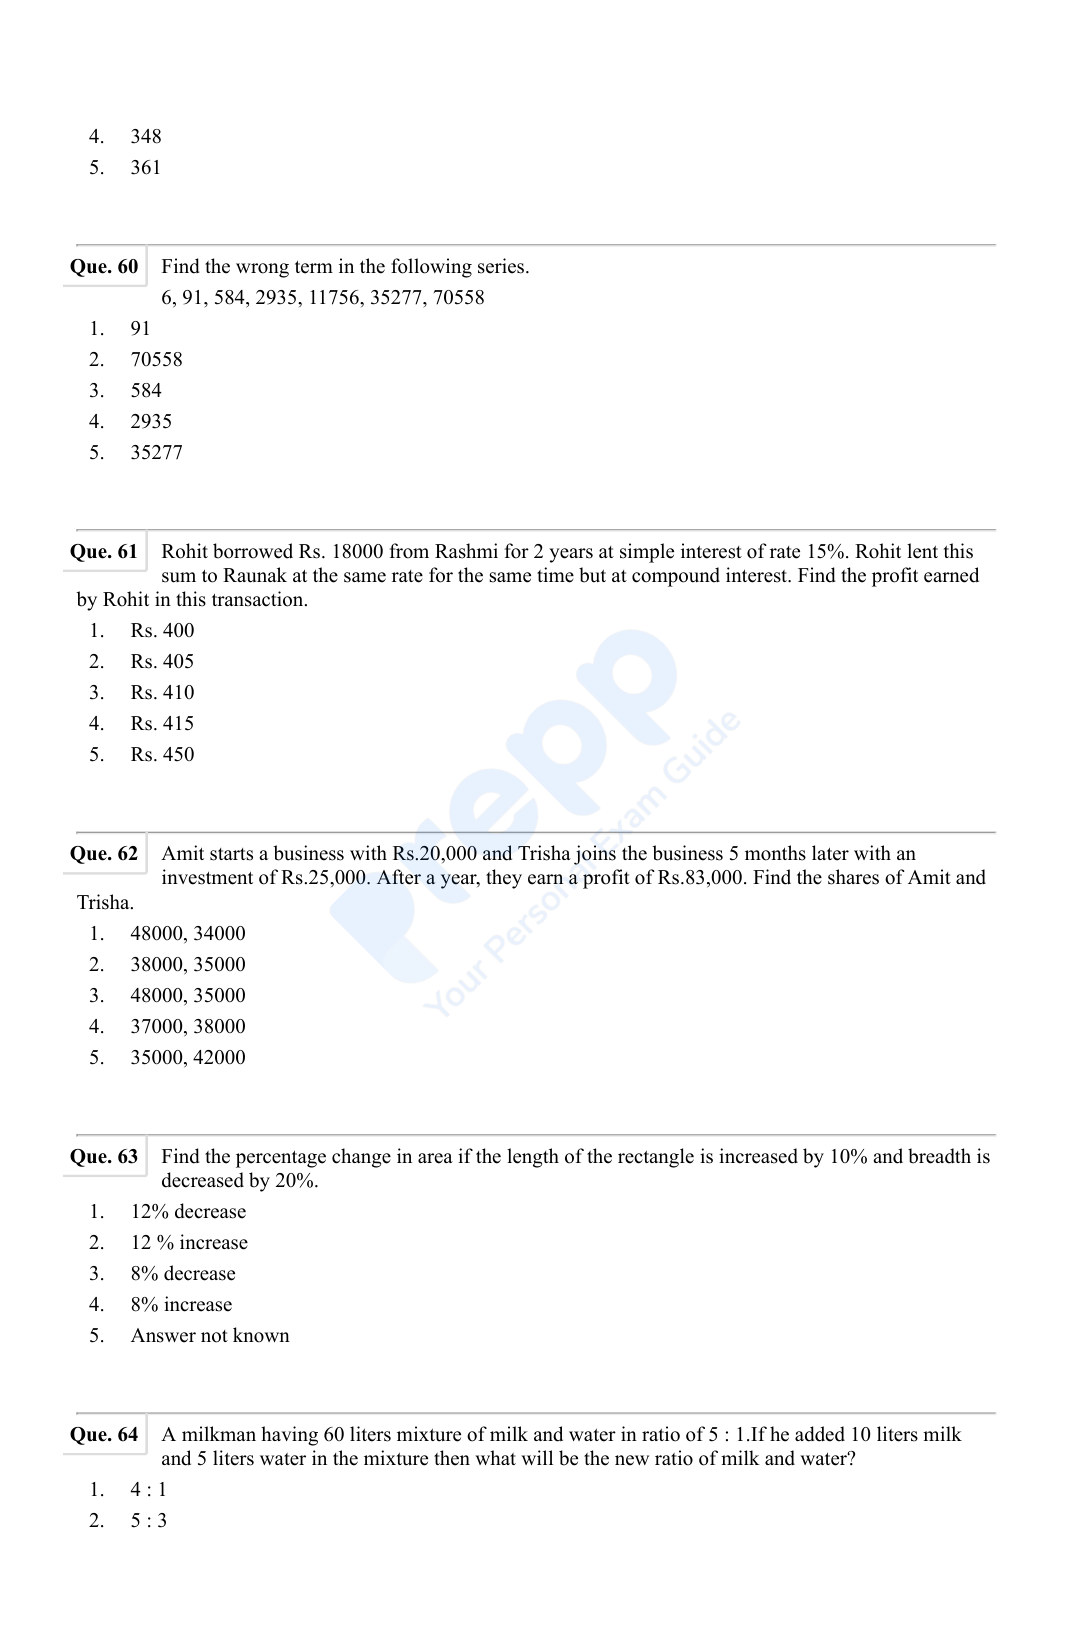 4. 348
5. 361
Que. 60 Find the wrong term in the following series.
6, 91, 584, 2935, 11756, 35277, 70558
1. 91
2. 70558
3. 584
4. 2935
5. 35277
Que. 61 Rohit borrowed Rs. 18000 from Rashmi for 2 years at simple interest of rate 15%. Rohit lent this
sum to Raunak at the same rate for the same time but at compound interest. Find the profit earned
by Rohit in this transaction.
1. Rs. 400
2. Rs. 405
3. Rs. 410
4. Rs. 415
5. Rs. 450
Que. 62 Amit starts a business with Rs.20,000 and Trisha joins the business 5 months later with an
investment of Rs.25,000. After a year, they earn a profit of Rs.83,000. Find the shares of Amit and
Trisha.
1. 48000, 34000
2. 38000, 35000
3. 48000, 35000
4. 37000, 38000
5. 35000, 42000
Que. 63 Find the percentage change in area if the length of the rectangle is increased by 10% and breadth is
decreased by 20%.
1. 12% decrease
2. 12 % increase
3. 8% decrease
4. 8% increase
5. Answer not known
Que. 64 A milkman having 60 liters mixture of milk and water in ratio of 5 : 1.If he added 10 liters milk
and 5 liters water in the mixture then what will be the new ratio of milk and water?
1. 4 : 1
2. 5 : 3
prepp
Your Personal Exam Guide